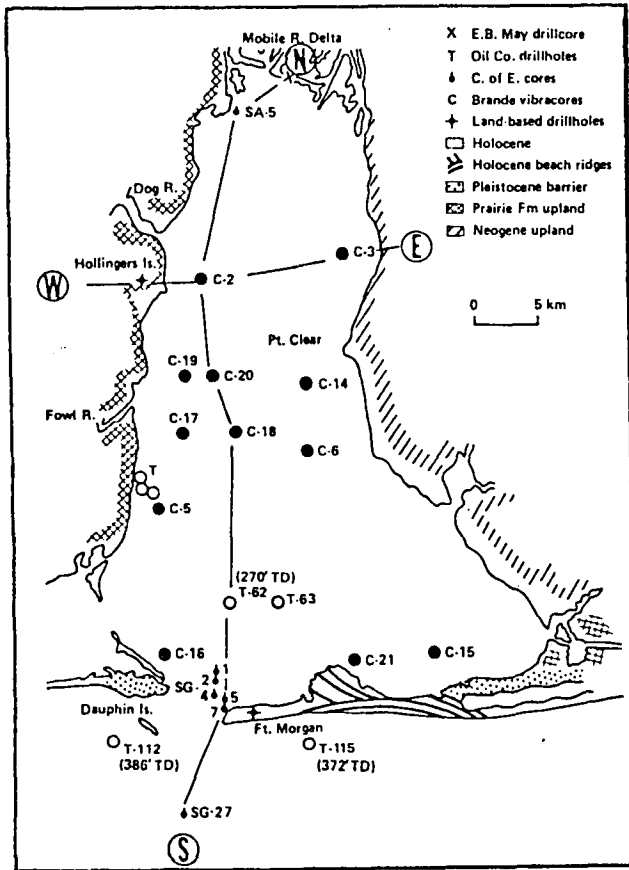 Mobile R. Delta
N
SA-5
Dog R.
Hollingers Is.
W
C-2
C-3
E
0 5 km
Pt. Clear
C-19
C-20
C-14
Fowl R.
C-17
C-18
C-6
T
C-5
(270' TD)
T-62
T-63
C-16
1
2
SG-
4
5
7
C-21
C-15
Dauphin Is.
Ft. Morgan
T-112
(386' TD)
T-115
(372' TD)
SG-27
S
X E.B. May drillcore
T Oil Co. drillholes
C. of E. cores
C Brande vibracores
Land-based drillholes
Holocene
Holocene beach ridges
Pleistocene barrier
Prairie Fm upland
Neogene upland